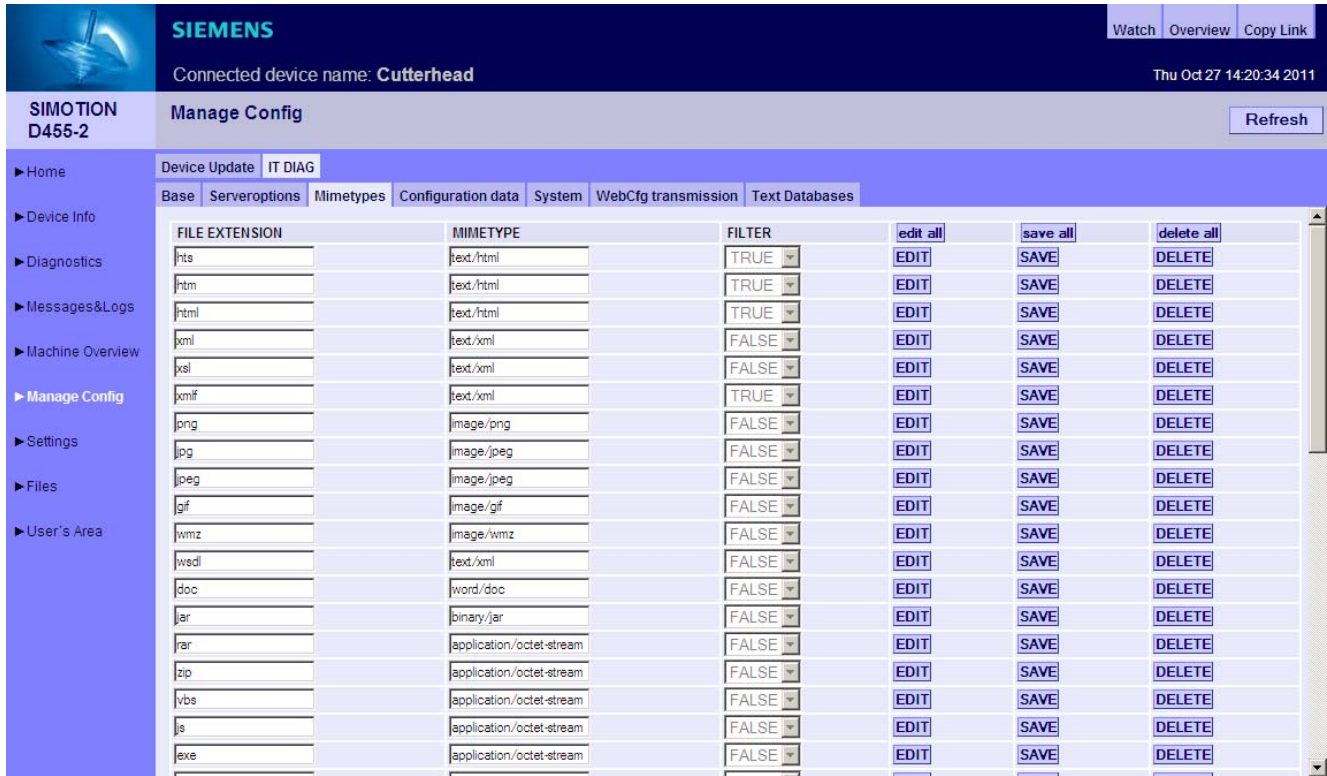 SIEMENS
Watch Overview Copy Link
Connected device name: Cutterhead
Thu Oct 27 14:20:34 2011
SIMOTION
D455-2
Manage Config
Refresh
►Home
►Device Info
►Diagnostics
►Messages&Logs
►Machine Overview
►Manage Config
►Settings
►Files
►User´s Area
Device Update IT DIAG
Base Serveroptions Mimetypes Configuration data System WebCfg transmission Text Databases
FILE EXTENSION MIMETYPE FILTER edit all save all delete all
hts text/html TRUE EDIT SAVE DELETE
htm text/html TRUE EDIT SAVE DELETE
html text/html TRUE EDIT SAVE DELETE
xml text/xml FALSE EDIT SAVE DELETE
xsl text/xml FALSE EDIT SAVE DELETE
xmlf text/xml TRUE EDIT SAVE DELETE
png image/png FALSE EDIT SAVE DELETE
jpg image/jpeg FALSE EDIT SAVE DELETE
jpeg image/jpeg FALSE EDIT SAVE DELETE
gif image/gif FALSE EDIT SAVE DELETE
wmz image/wmz FALSE EDIT SAVE DELETE
wsdl text/xml FALSE EDIT SAVE DELETE
doc word/doc FALSE EDIT SAVE DELETE
jar binary/jar FALSE EDIT SAVE DELETE
rar application/octet-stream FALSE EDIT SAVE DELETE
zip application/octet-stream FALSE EDIT SAVE DELETE
vbs application/octet-stream FALSE EDIT SAVE DELETE
js application/octet-stream FALSE EDIT SAVE DELETE
exe application/octet-stream FALSE EDIT SAVE DELETE